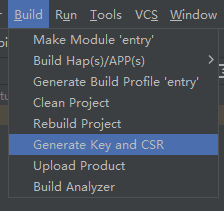 Build Run Tools VCS Window
Make Module 'entry'
Build Hap(s)/APP(s)
Generate Build Profile 'entry'
Clean Project
Rebuild Project
Generate Key and CSR
Upload Product
Build Analyzer